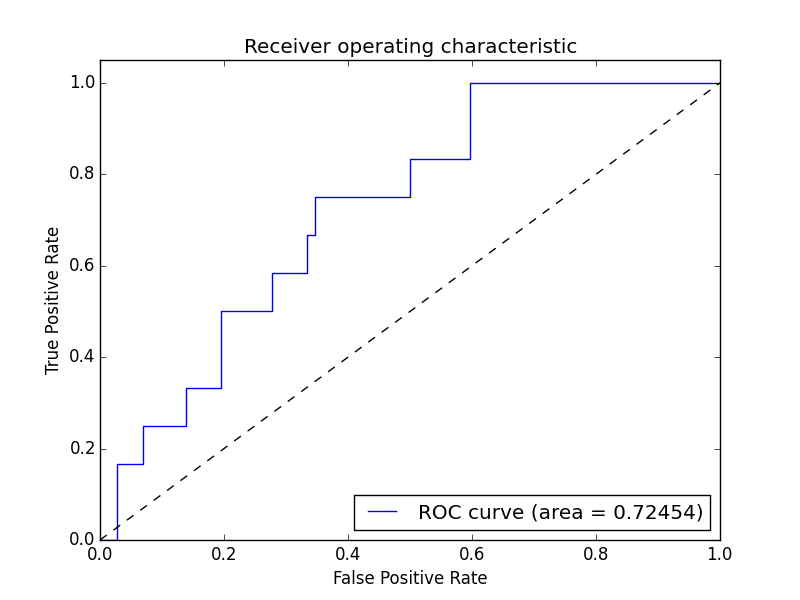 Receiver operating characteristic
1.0
0.8
0.6
0.4
0.2
0.0
True Positive Rate
ROC curve (area = 0.72454)
0.0 0.2 0.4 0.6 0.8 1.0
False Positive Rate